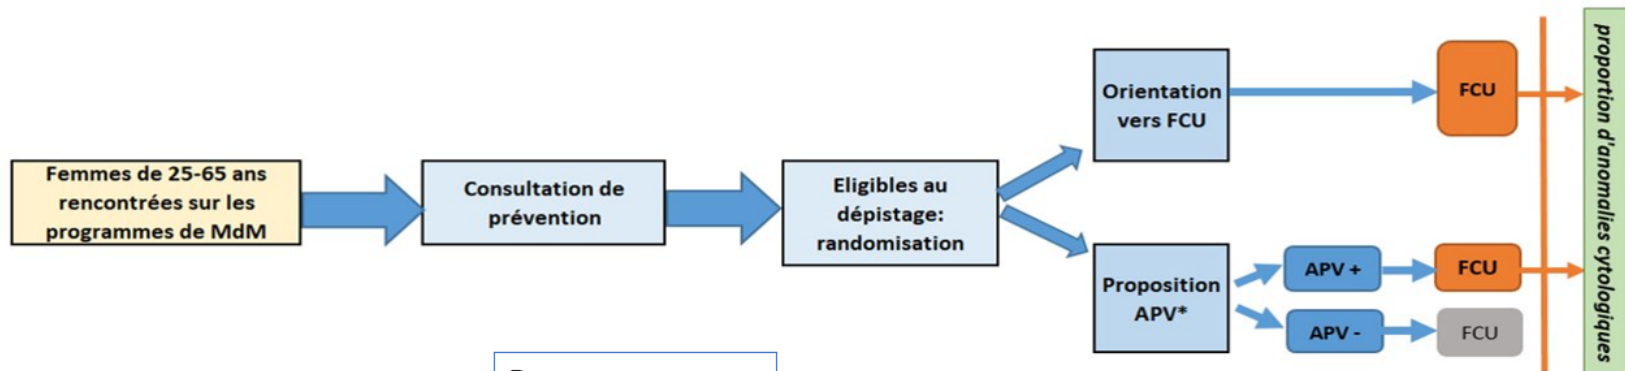 Femmes de 25-65 ans
rencontrées sur les
programmes de MdM
Consultation de
prévention
Eligibles au
dépistage:
randomisation
Orientation
vers FCU
FCU
Proposition
APV*
APV +
FCU
APV -
FCU
proportion d'anomalies cytologiques